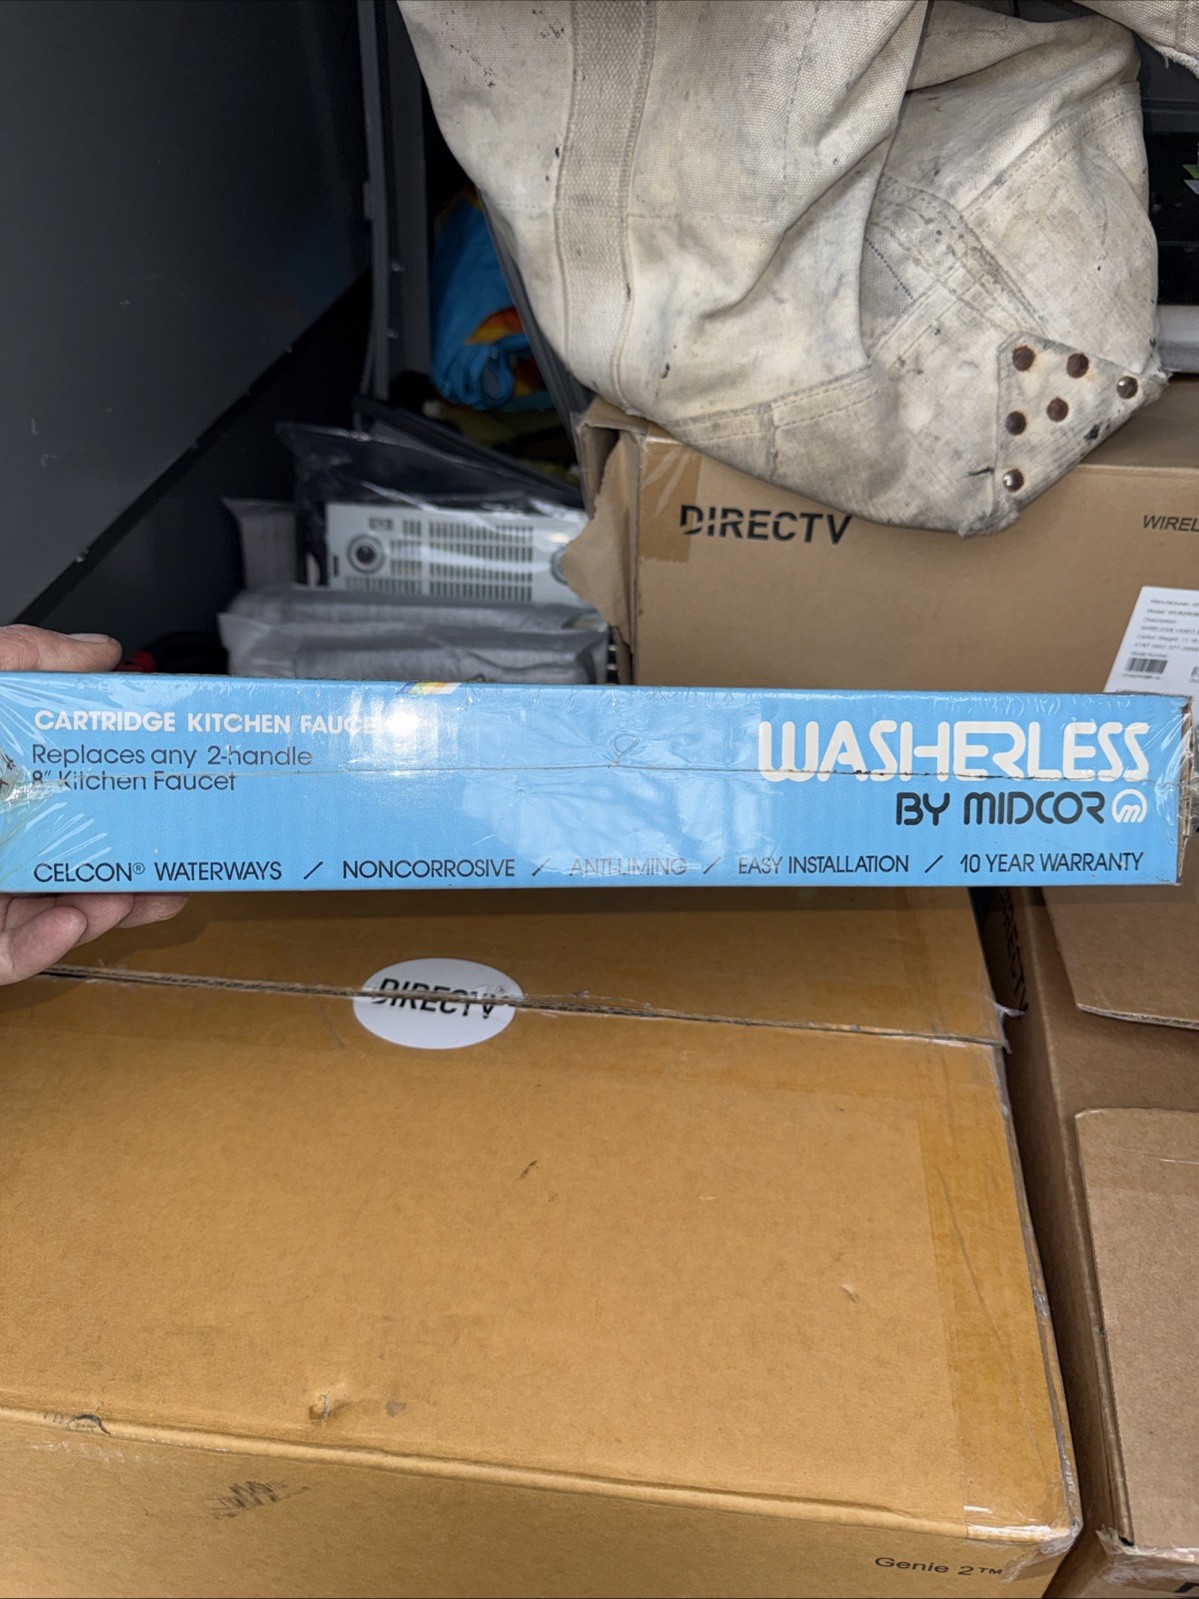 DIRECTV
WIREL
CARTRIDGE KITCHEN FAUCE
Replaces any 2-handle
8" Kitchen Faucet
WASHERLESS
BY MIDCOR
CELCON® WATERWAYS / NONCORROSIVE / ANTI-LIMING / EASY INSTALLATION / 10 YEAR WARRANTY
DIRECTV
DIRECTV
Genie 2™